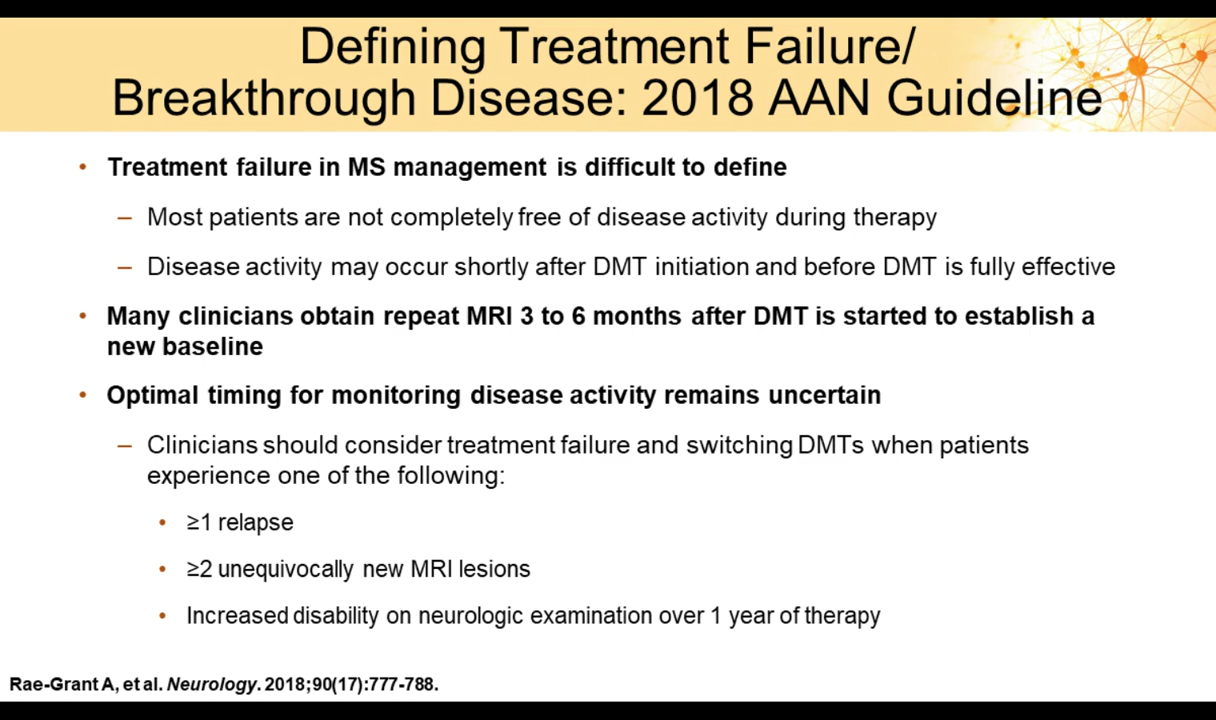 Defining Treatment Failure/
Breakthrough Disease: 2018 AAN Guideline
• Treatment failure in MS management is difficult to define
– Most patients are not completely free of disease activity during therapy
– Disease activity may occur shortly after DMT initiation and before DMT is fully effective
• Many clinicians obtain repeat MRI 3 to 6 months after DMT is started to establish a
new baseline
• Optimal timing for monitoring disease activity remains uncertain
– Clinicians should consider treatment failure and switching DMTs when patients
experience one of the following:
• ≥1 relapse
• ≥2 unequivocally new MRI lesions
• Increased disability on neurologic examination over 1 year of therapy
Rae-Grant A, et al. Neurology. 2018;90(17):777-788.